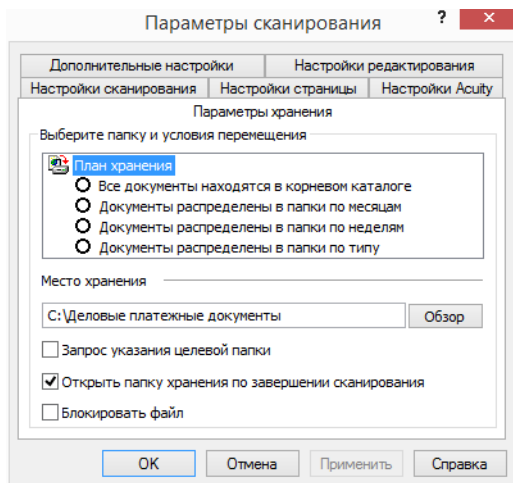 Параметры сканирования ? ×
Дополнительные настройки Настройки редактирования
Настройки сканирования Настройки страницы Настройки Acuity
Параметры хранения
Выберите папку и условия перемещения
План хранения
Все документы находятся в корневом каталоге
Документы распределены в папки по месяцам
Документы распределены в папки по неделям
Документы распределены в папки по типу
Место хранения
C:\Деловые платежные документы Обзор
Запрос указания целевой папки
Открыть папку хранения по завершении сканирования
Блокировать файл
OK Отмена Применить Справка